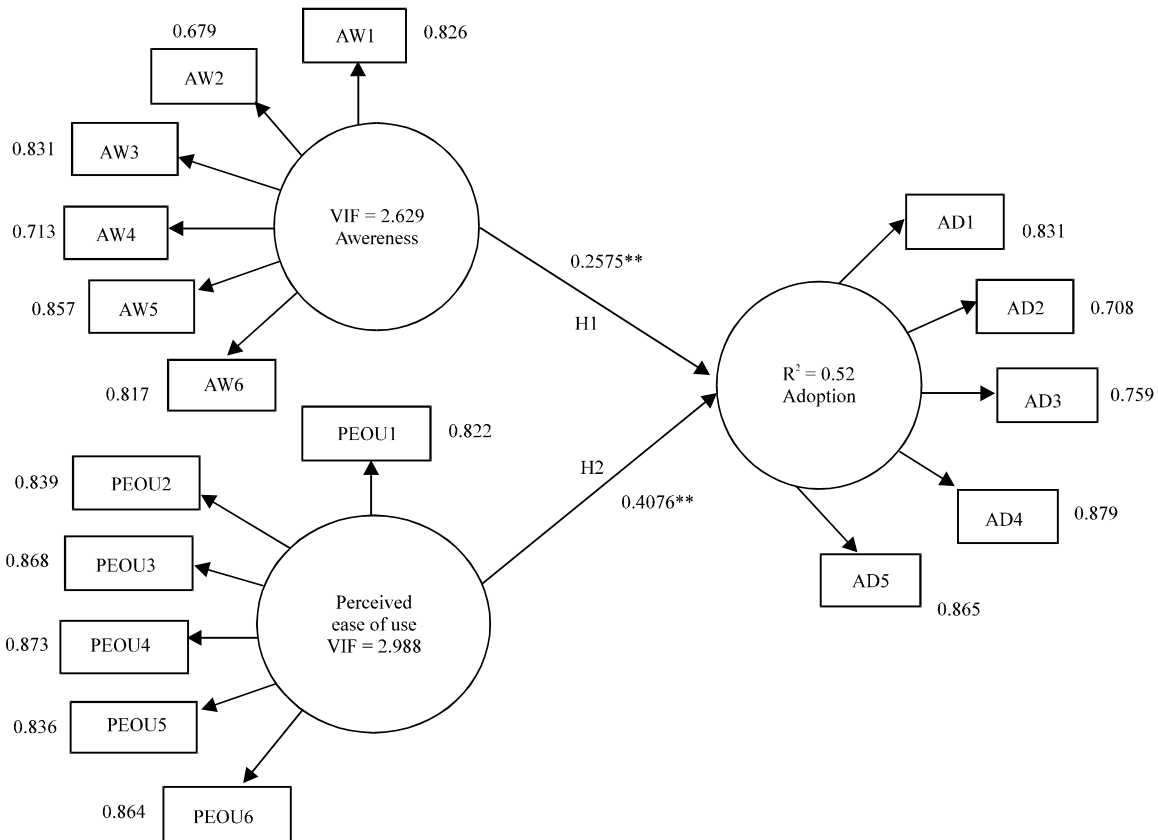 0.679
AW1
0.826
AW2
0.831
AW3
0.713
AW4
0.857
AW5
0.817
AW6
VIF = 2.629
Awereness
0.2575**
H1
AD1
0.831
AD2
0.708
R² = 0.52
Adoption
AD3
0.759
AD4
0.879
AD5
0.865
PEOU1
0.822
H2
0.4076**
0.839
PEOU2
0.868
PEOU3
0.873
PEOU4
0.836
PEOU5
0.864
PEOU6
Perceived
ease of use
VIF = 2.988